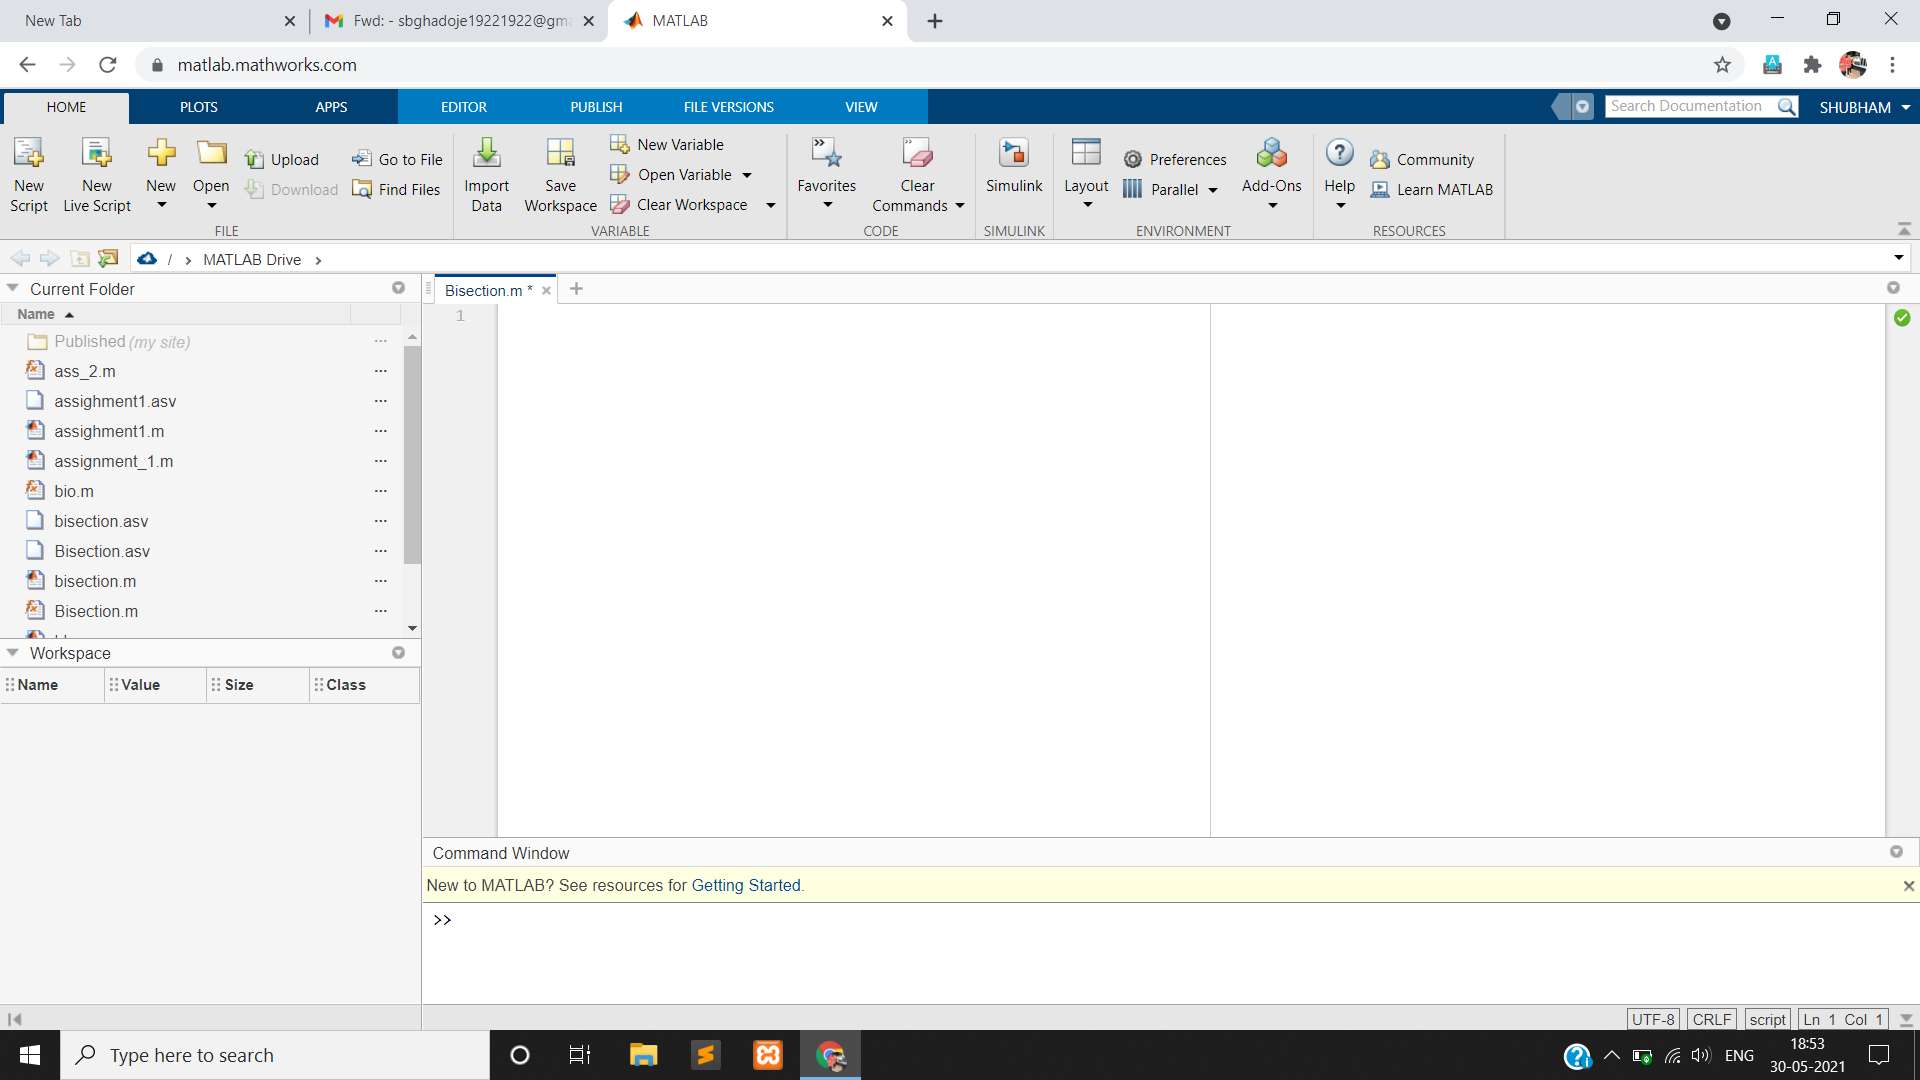 New Tab
Fwd: - sbghadoje19221922@gm
MATLAB
matlab.mathworks.com
HOME PLOTS APPS EDITOR PUBLISH FILE VERSIONS VIEW
Search Documentation
SHUBHAM
New Script
New Live Script
New
Open
Upload
Download
Go to File
Find Files
FILE
Import Data
Save Workspace
New Variable
Open Variable
Clear Workspace
VARIABLE
Favorites
Clear Commands
CODE
Simulink
SIMULINK
Layout
Preferences
Parallel
Add-Ons
ENVIRONMENT
Help
Community
Learn MATLAB
RESOURCES
/ > MATLAB Drive >
Current Folder
Name
Published (my site)
ass_2.m
assighment1.asv
assighment1.m
assignment_1.m
bio.m
bisection.asv
Bisection.asv
bisection.m
Bisection.m
Workspace
Name Value Size Class
Bisection.m *
1
Command Window
New to MATLAB? See resources for Getting Started.
>>
UTF-8 CRLF script Ln 1 Col 1
Type here to search
ENG
18:53
30-05-2021